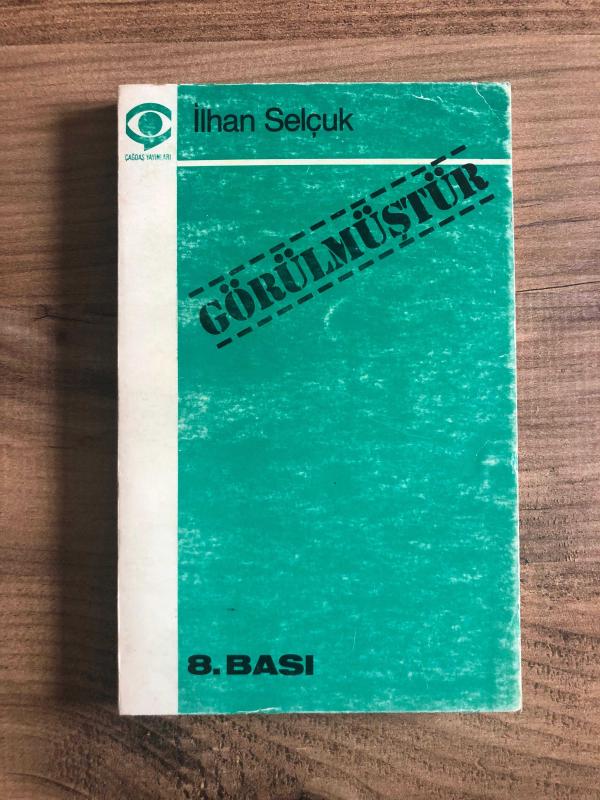 İlhan Selçuk
ÇAĞDAŞ YAYINLARI
GÖRÜLMÜŞTÜR
8. BASI